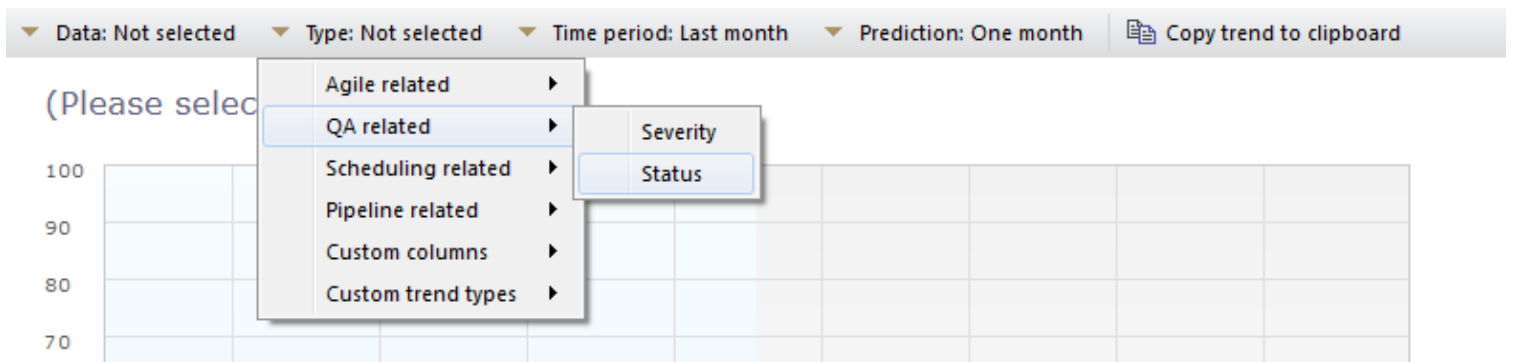 Data: Not selected Type: Not selected Time period: Last month Prediction: One month Copy trend to clipboard
(Please selec
Agile related
QA related
Scheduling related
Pipeline related
Custom columns
Custom trend types
Severity
Status
100
90
80
70